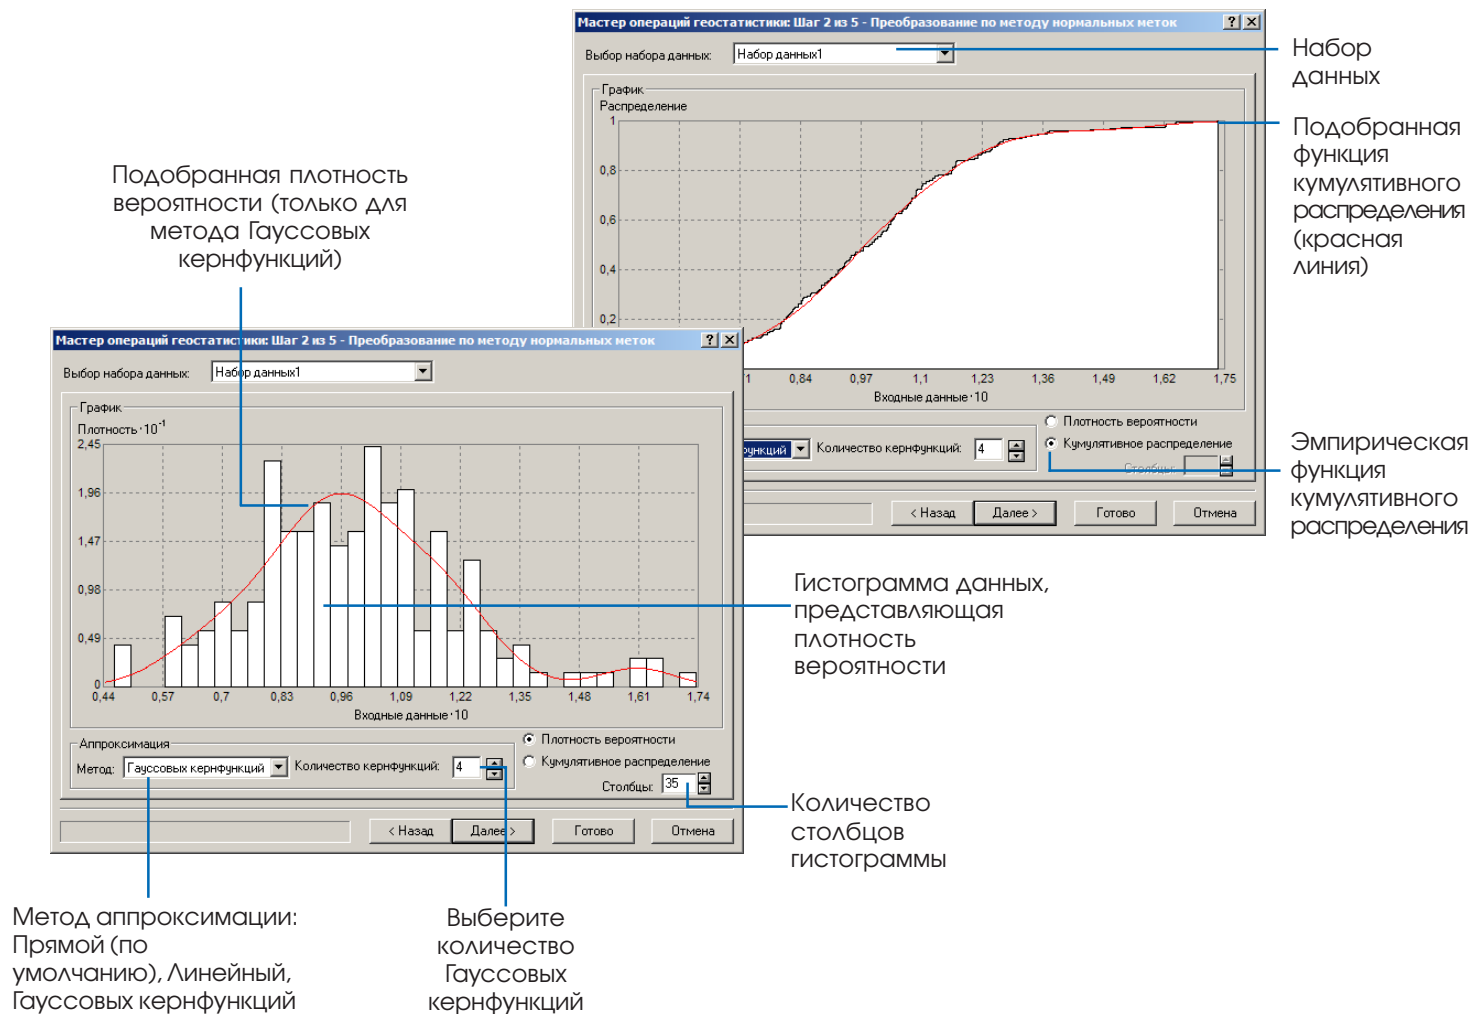 Мастер операций геостатистики: Шаг 2 из 5 - Преобразование по методу нормальных меток
Выбор набора данных: Набор данных1
График
Распределение
1
0,8
0,6
0,4
0,2
1 0,84 0,97 1,1 1,23 1,36 1,49 1,62 1,75
Входные данные·10
ункций Количество кернфункций: 4
Плотность вероятности
Кумулятивное распределение
Столбцы:
< Назад Далее > Готово Отмена
Набор
данных
Подобранная
функция
кумулятивного
распределения
(красная
линия)
Эмпирическая
функция
кумулятивного
распределения
Подобранная плотность
вероятности (только для
метода Гауссовых
кернфункций)
Мастер операций геостатистики: Шаг 2 из 5 - Преобразование по методу нормальных меток
Выбор набора данных: Набор данных1
График
Плотность·10⁻¹
2,45
1,96
1,47
0,98
0,49
0
0,44 0,57 0,7 0,83 0,96 1,09 1,22 1,35 1,48 1,61 1,74
Входные данные·10
Аппроксимация
Метод: Гауссовых кернфункций Количество кернфункций: 4
Плотность вероятности
Кумулятивное распределение
Столбцы: 35
< Назад Далее > Готово Отмена
Гистограмма данных,
представляющая
плотность
вероятности
Количество
столбцов
гистограммы
Метод аппроксимации:
Прямой (по
умолчанию), Линейный,
Гауссовых кернфункций
Выберите
количество
Гауссовых
кернфункций